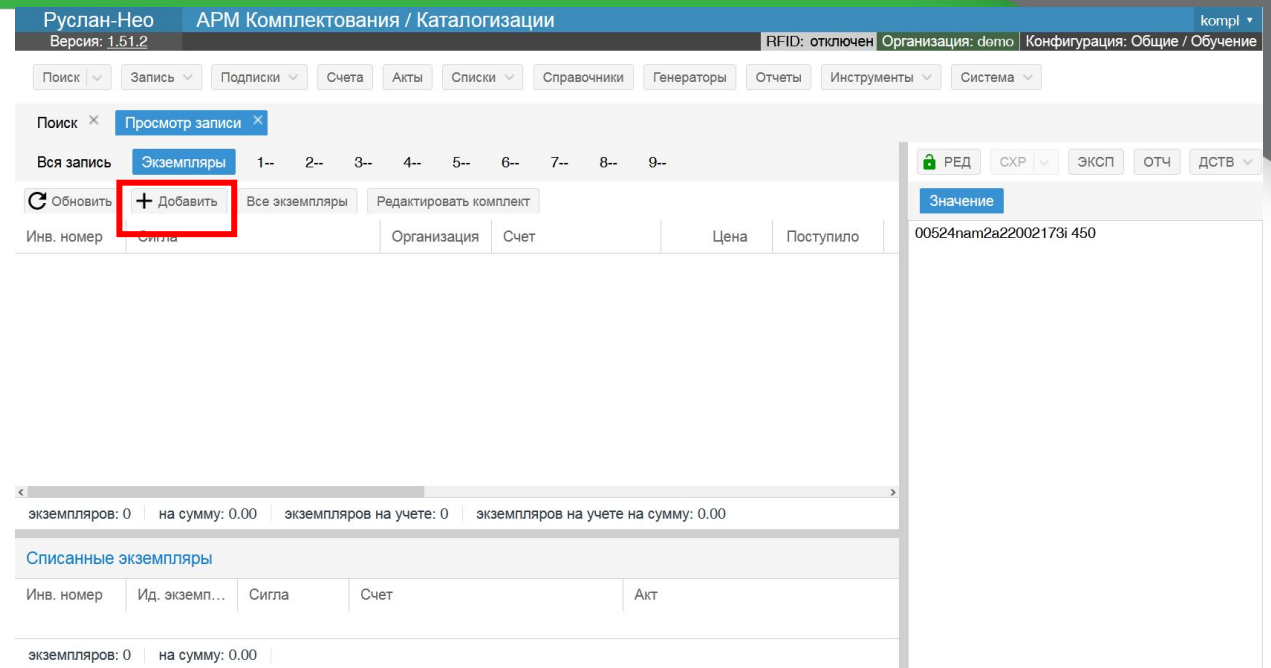 Руслан-Нео АРМ Комплектования / Каталогизации kompl
Версия: 1.51.2 RFID: отключен Организация: demo Конфигурация: Общие / Обучение
Поиск Запись Подписки Счета Акты Списки Справочники Генераторы Отчеты Инструменты Система
Поиск Просмотр записи
Вся запись Экземпляры 1-- 2-- 3-- 4-- 5-- 6-- 7-- 8-- 9-- РЕД СХР ЭКСП ОТЧ ДСТВ
Обновить Добавить Все экземпляры Редактировать комплект Значение
Инв. номер Сигла Организация Счет Цена Поступило 00524nam2a22002173i 450
экземпляров: 0 на сумму: 0.00 экземпляров на учете: 0 экземпляров на учете на сумму: 0.00
Списанные экземпляры
Инв. номер Ид. экземп... Сигла Счет Акт
экземпляров: 0 на сумму: 0.00